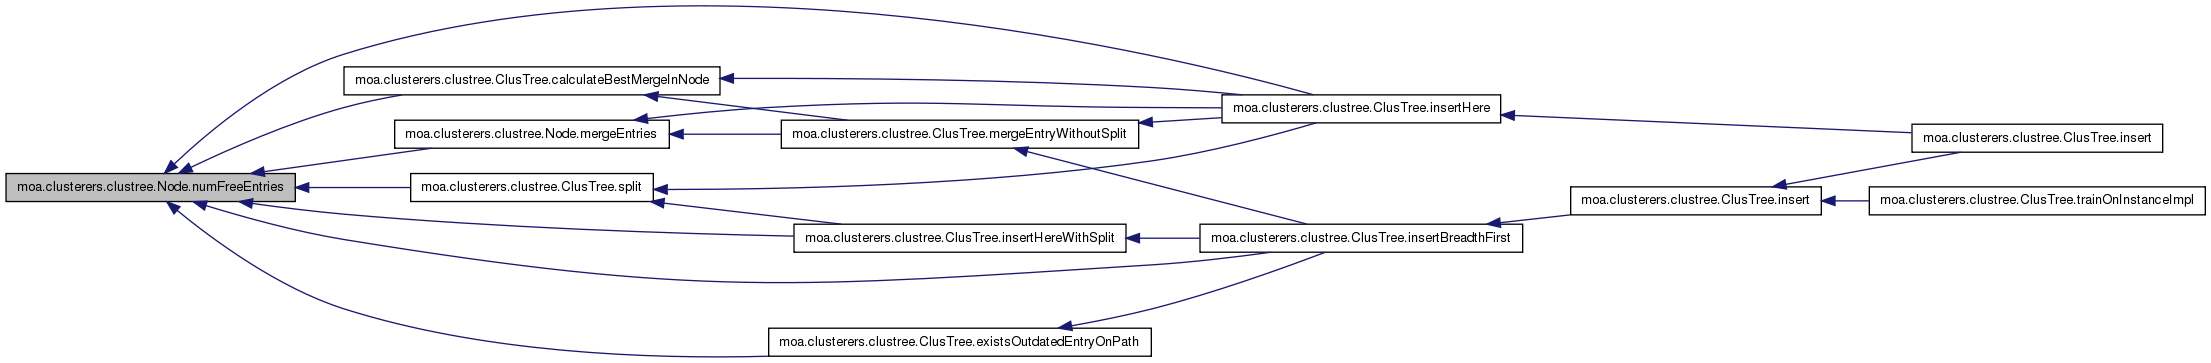 moa.clusterers.clustree.Node.numFreeEntries
moa.clusterers.clustree.ClusTree.calculateBestMergeInNode
moa.clusterers.clustree.Node.mergeEntries
moa.clusterers.clustree.ClusTree.split
moa.clusterers.clustree.ClusTree.mergeEntryWithoutSplit
moa.clusterers.clustree.ClusTree.insertHereWithSplit
moa.clusterers.clustree.ClusTree.existsOutdatedEntryOnPath
moa.clusterers.clustree.ClusTree.insertHere
moa.clusterers.clustree.ClusTree.insertBreadthFirst
moa.clusterers.clustree.ClusTree.insert
moa.clusterers.clustree.ClusTree.insert
moa.clusterers.clustree.ClusTree.trainOnInstanceImpl